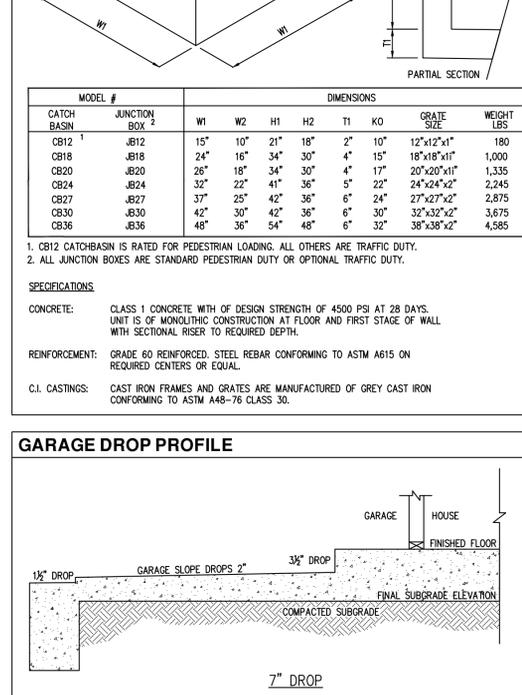 W1
W1
T1
PARTIAL SECTION
MODEL # DIMENSIONS
CATCH BASIN JUNCTION BOX 2 W1 W2 H1 H2 T1 KO GRATE SIZE WEIGHT LBS
CB12 1 JB12 15" 10" 21" 18" 2" 10" 12"x12"x1" 180
CB18 JB18 24" 16" 34" 30" 4" 15" 18"x18"x1i" 1,000
CB20 JB20 26" 18" 34" 30" 4" 17" 20"x20"x1i" 1,335
CB24 JB24 32" 22" 41" 36" 5" 22" 24"x24"x2" 2,245
CB27 JB27 37" 25" 42" 36" 6" 24" 27"x27"x2" 2,875
CB30 JB30 42" 30" 42" 36" 6" 30" 32"x32"x2" 3,675
CB36 JB36 48" 36" 54" 48" 6" 32" 38"x38"x2" 4,585
1. CB12 CATCHBASIN IS RATED FOR PEDESTRIAN LOADING. ALL OTHERS ARE TRAFFIC DUTY.
2. ALL JUNCTION BOXES ARE STANDARD PEDESTRIAN DUTY OR OPTIONAL TRAFFIC DUTY.
SPECIFICATIONS
CONCRETE: CLASS 1 CONCRETE WITH OF DESIGN STRENGTH OF 4500 PSI AT 28 DAYS.
UNIT IS OF MONOLITHIC CONSTRUCTION AT FLOOR AND FIRST STAGE OF WALL
WITH SECTIONAL RISER TO REQUIRED DEPTH.
REINFORCEMENT: GRADE 60 REINFORCED. STEEL REBAR CONFORMING TO ASTM A615 ON
REQUIRED CENTERS OR EQUAL.
C.I. CASTINGS: CAST IRON FRAMES AND GRATES ARE MANUFACTURED OF GREY CAST IRON
CONFORMING TO ASTM A48-76 CLASS 30.
GARAGE DROP PROFILE
GARAGE HOUSE
FINISHED FLOOR
3½" DROP
GARAGE SLOPE DROPS 2"
1½" DROP
FINAL SUBGRADE ELEVATION
COMPACTED SUBGRADE
7" DROP